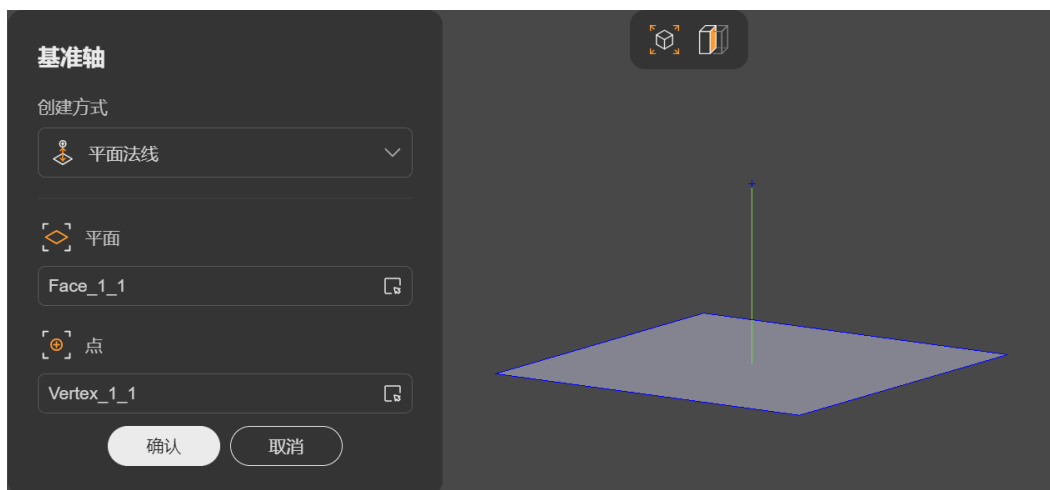 基准轴
创建方式
平面法线
平面
Face_1_1
点
Vertex_1_1
确认
取消